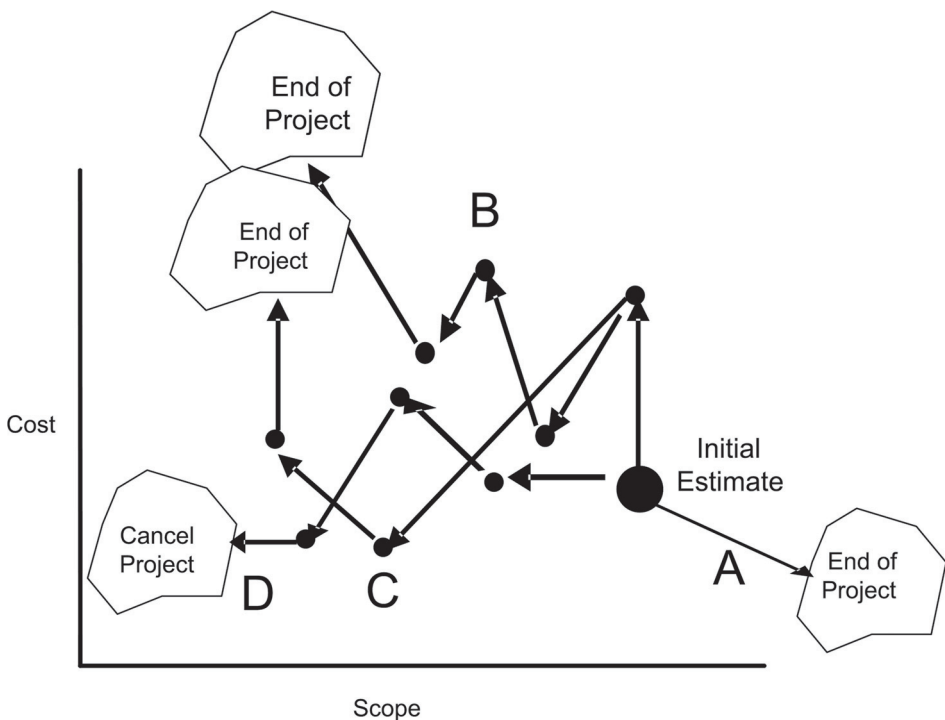 End of
Project
End of
Project
B
Cost
Initial
Estimate
Cancel
Project
D
C
A
End of
Project
Scope